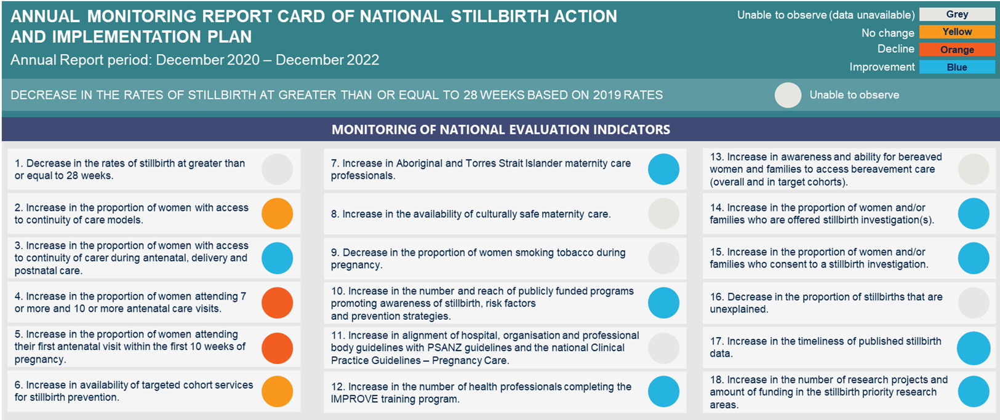 ANNUAL MONITORING REPORT CARD OF NATIONAL STILLBIRTH ACTION
AND IMPLEMENTATION PLAN
Annual Report period: December 2020 – December 2022
Unable to observe (data unavailable) Grey
No change Yellow
Decline Orange
Improvement Blue
DECREASE IN THE RATES OF STILLBIRTH AT GREATER THAN OR EQUAL TO 28 WEEKS BASED ON 2019 RATES Unable to observe
MONITORING OF NATIONAL EVALUATION INDICATORS
1. Decrease in the rates of stillbirth at greater than
or equal to 28 weeks.
2. Increase in the proportion of women with access
to continuity of care models.
3. Increase in the proportion of women with access
to continuity of carer during antenatal, delivery and
postnatal care.
4. Increase in the proportion of women attending 7
or more and 10 or more antenatal care visits.
5. Increase in the proportion of women attending
their first antenatal visit within the first 10 weeks of
pregnancy.
6. Increase in availability of targeted cohort services
for stillbirth prevention.
7. Increase in Aboriginal and Torres Strait Islander maternity care
professionals.
8. Increase in the availability of culturally safe maternity care.
9. Decrease in the proportion of women smoking tobacco during
pregnancy.
10. Increase in the number and reach of publicly funded programs
promoting awareness of stillbirth, risk factors
and prevention strategies.
11. Increase in alignment of hospital, organisation and professional
body guidelines with PSANZ guidelines and the national Clinical
Practice Guidelines – Pregnancy Care.
12. Increase in the number of health professionals completing the
IMPROVE training program.
13. Increase in awareness and ability for bereaved
women and families to access bereavement care
(overall and in target cohorts).
14. Increase in the proportion of women and/or
families who are offered stillbirth investigation(s).
15. Increase in the proportion of women and/or
families who consent to a stillbirth investigation.
16. Decrease in the proportion of stillbirths that are
unexplained.
17. Increase in the timeliness of published stillbirth
data.
18. Increase in the number of research projects and
amount of funding in the stillbirth priority research
areas.